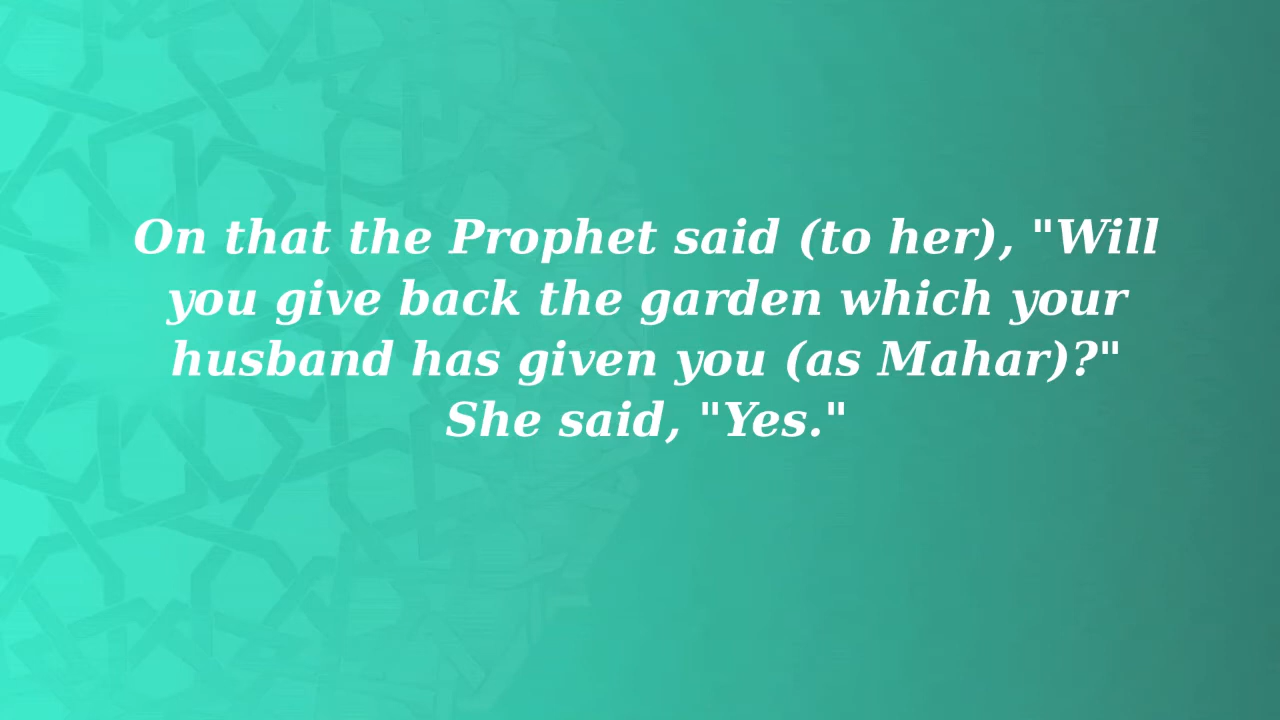 On that the Prophet said (to her), "Will
you give back the garden which your
husband has given you (as Mahar)?"
She said, "Yes."